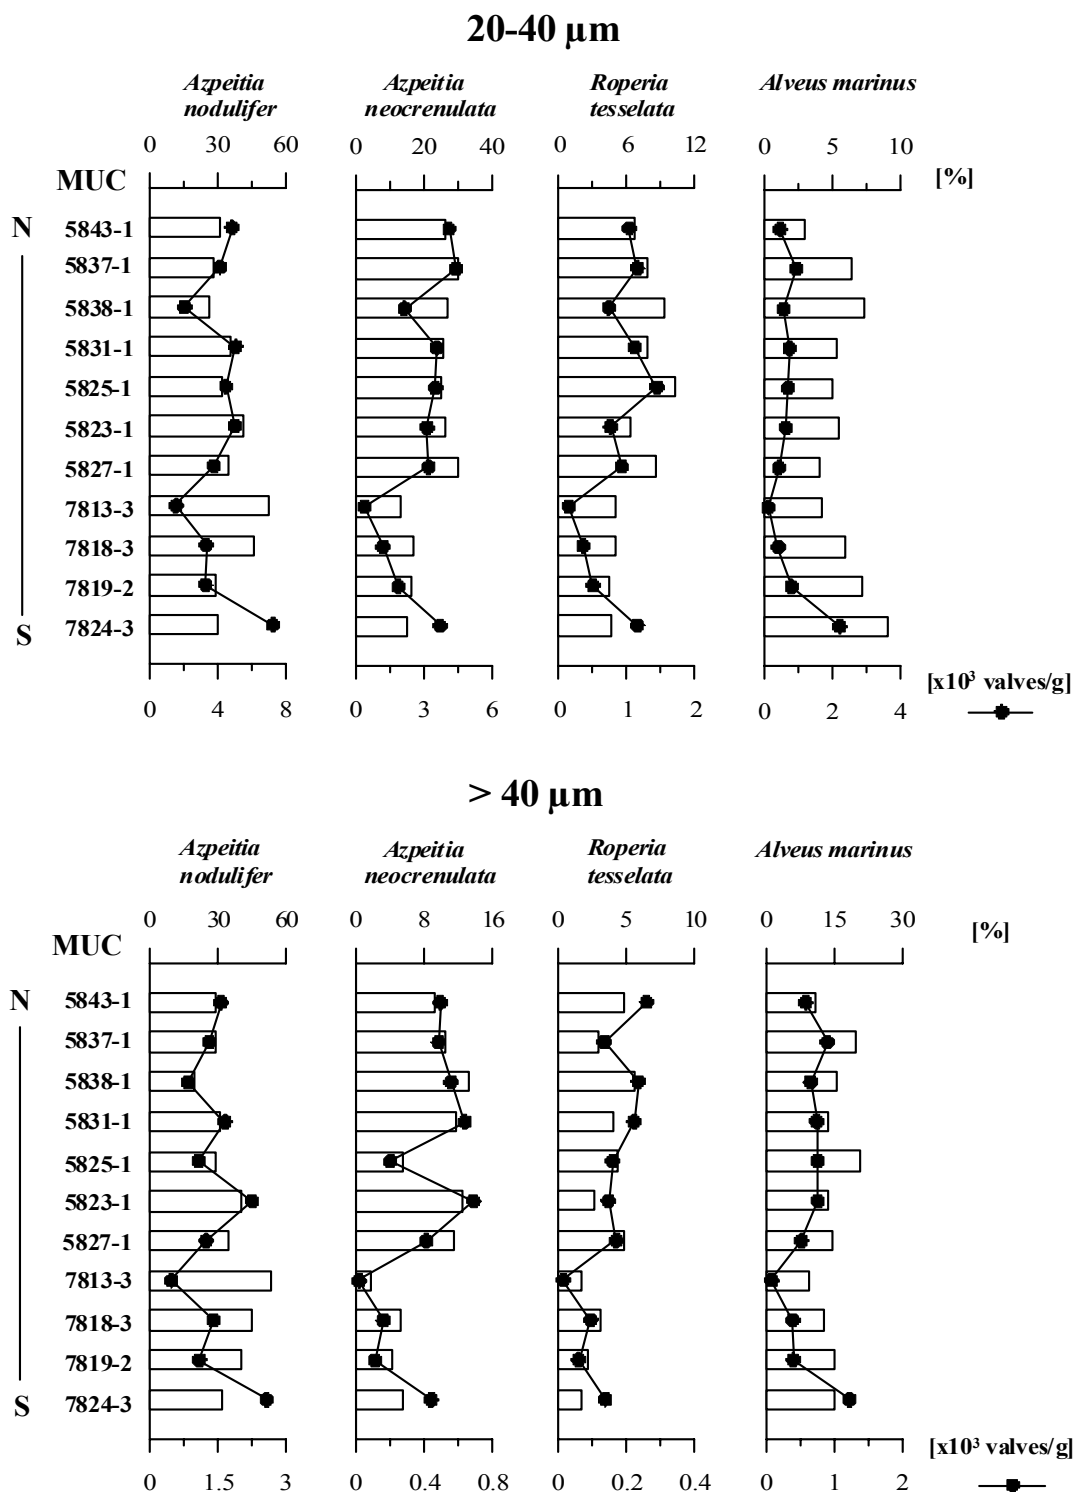 20-40 µm
Azpeitia nodulifer
Azpeitia neocrenulata
Roperia tesselata
Alveus marinus
0 30 60 0 20 40 0 6 12 0 5 10
MUC [%]
N 5843-1
5837-1
5838-1
5831-1
5825-1
5823-1
5827-1
7813-3
7818-3
7819-2
S 7824-3
[x10³ valves/g]
0 4 8 0 3 6 0 1 2 0 2 4
> 40 µm
Azpeitia nodulifer
Azpeitia neocrenulata
Roperia tesselata
Alveus marinus
0 30 60 0 8 16 0 5 10 0 15 30
MUC [%]
N 5843-1
5837-1
5838-1
5831-1
5825-1
5823-1
5827-1
7813-3
7818-3
7819-2
S 7824-3
[x10³ valves/g]
0 1.5 3 0 0.4 0.8 0 0.2 0.4 0 1 2